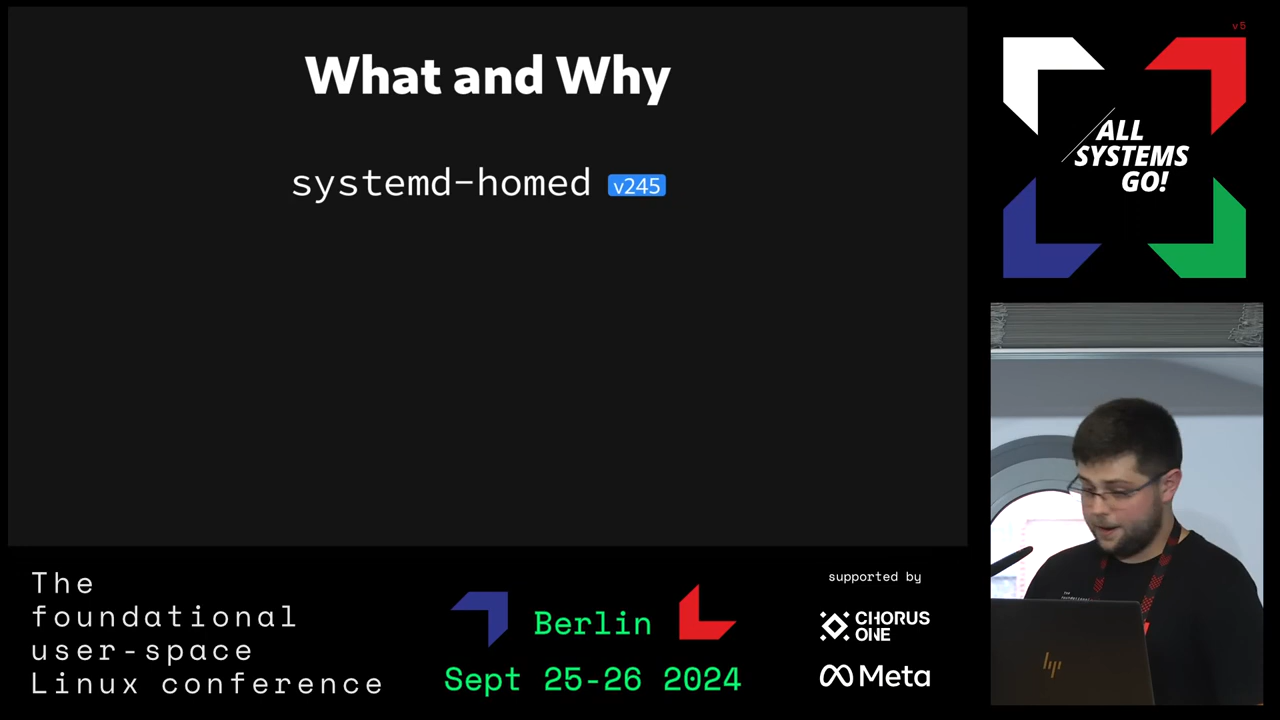 What and Why
systemd-homed v245
v5
ALL
SYSTEMS
GO!
The
foundational
user-space
Linux conference
Berlin
Sept 25-26 2024
supported by
CHORUS
ONE
Meta
hp